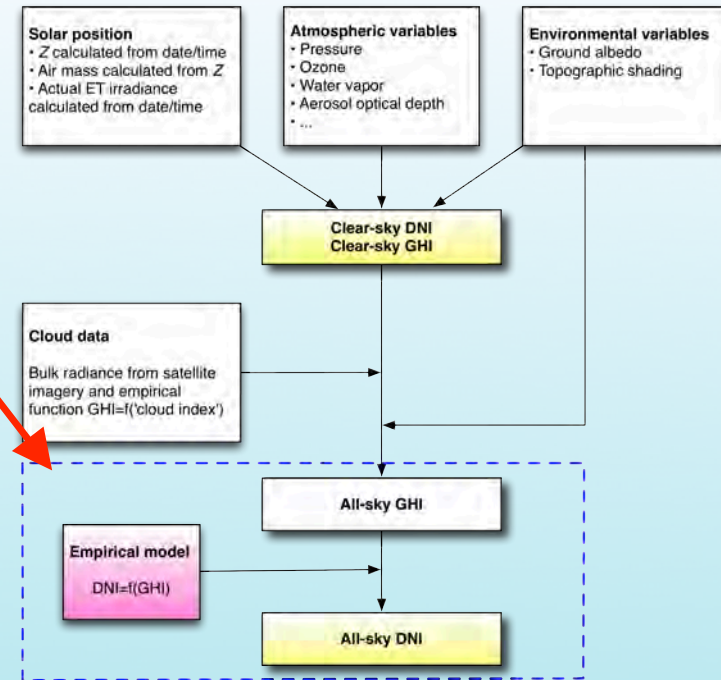 Solar position
• Z calculated from date/time
• Air mass calculated from Z
• Actual ET irradiance
calculated from date/time
Atmospheric variables
• Pressure
• Ozone
• Water vapor
• Aerosol optical depth
• ...
Environmental variables
• Ground albedo
• Topographic shading
Clear-sky DNI
Clear-sky GHI
Cloud data
Bulk radiance from satellite
imagery and empirical
function GHI=f('cloud index')
All-sky GHI
Empirical model
DNI=f(GHI)
All-sky DNI